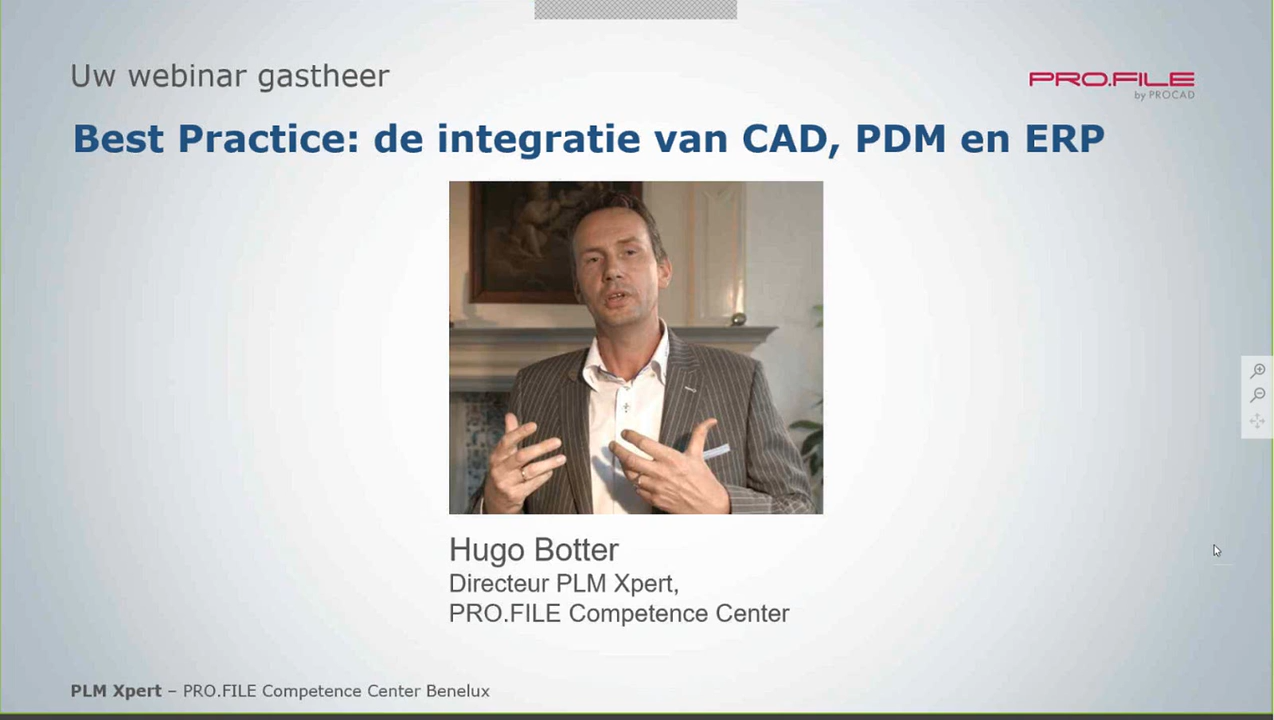 Uw webinar gastheer
PRO.FILE
by PROCAD
Best Practice: de integratie van CAD, PDM en ERP
Hugo Botter
Directeur PLM Xpert,
PRO.FILE Competence Center
PLM Xpert – PRO.FILE Competence Center Benelux